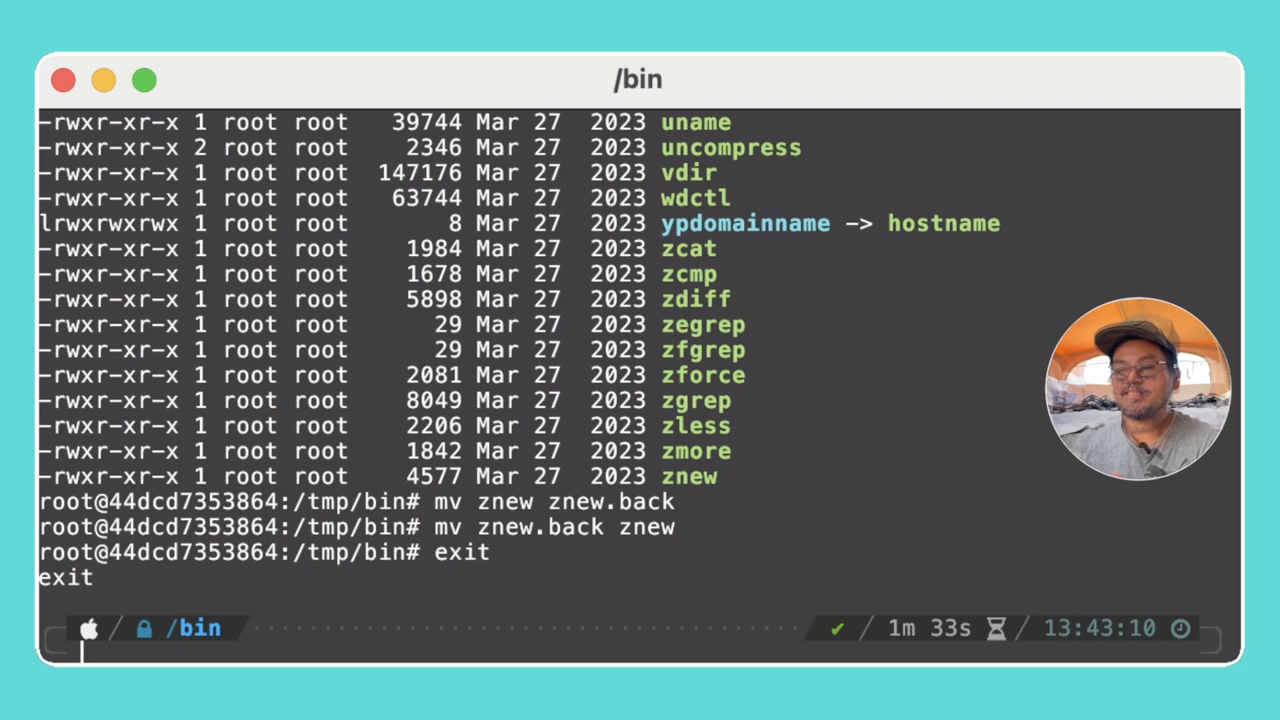 /bin
-rwxr-xr-x 1 root root   39744 Mar 27  2023 uname
-rwxr-xr-x 2 root root    2346 Mar 27  2023 uncompress
-rwxr-xr-x 1 root root  147176 Mar 27  2023 vdir
-rwxr-xr-x 1 root root   63744 Mar 27  2023 wdctl
lrwxrwxrwx 1 root root       8 Mar 27  2023 ypdomainname -> hostname
-rwxr-xr-x 1 root root    1984 Mar 27  2023 zcat
-rwxr-xr-x 1 root root    1678 Mar 27  2023 zcmp
-rwxr-xr-x 1 root root    5898 Mar 27  2023 zdiff
-rwxr-xr-x 1 root root      29 Mar 27  2023 zegrep
-rwxr-xr-x 1 root root      29 Mar 27  2023 zfgrep
-rwxr-xr-x 1 root root    2081 Mar 27  2023 zforce
-rwxr-xr-x 1 root root    8049 Mar 27  2023 zgrep
-rwxr-xr-x 1 root root    2206 Mar 27  2023 zless
-rwxr-xr-x 1 root root    1842 Mar 27  2023 zmore
-rwxr-xr-x 1 root root    4577 Mar 27  2023 znew
root@44dcd7353864:/tmp/bin# mv znew znew.back
root@44dcd7353864:/tmp/bin# mv znew.back znew
root@44dcd7353864:/tmp/bin# exit
exit
/ /bin ✔ / 1m 33s / 13:43:10